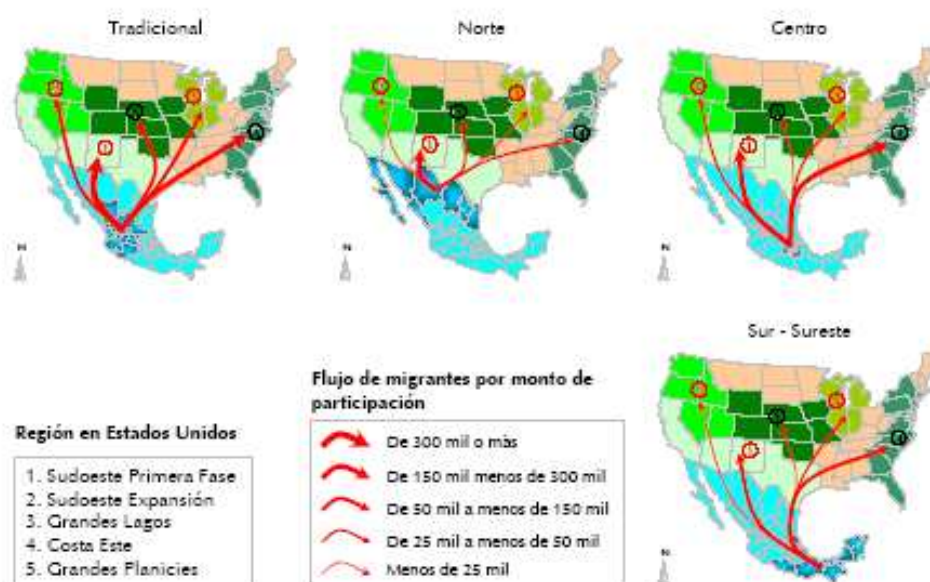 Tradicional
Norte
Centro
N
N
N
Sur - Sureste
Región en Estados Unidos
1. Sudoeste Primera Fase
2. Sudoeste Expansión
3. Grandes Lagos
4. Costa Este
5. Grandes Planicies
Flujo de migrantes por monto de
participación
De 300 mil o más
De 150 mil menos de 300 mil
De 50 mil a menos de 150 mil
De 25 mil a menos de 50 mil
Menos de 25 mil
N